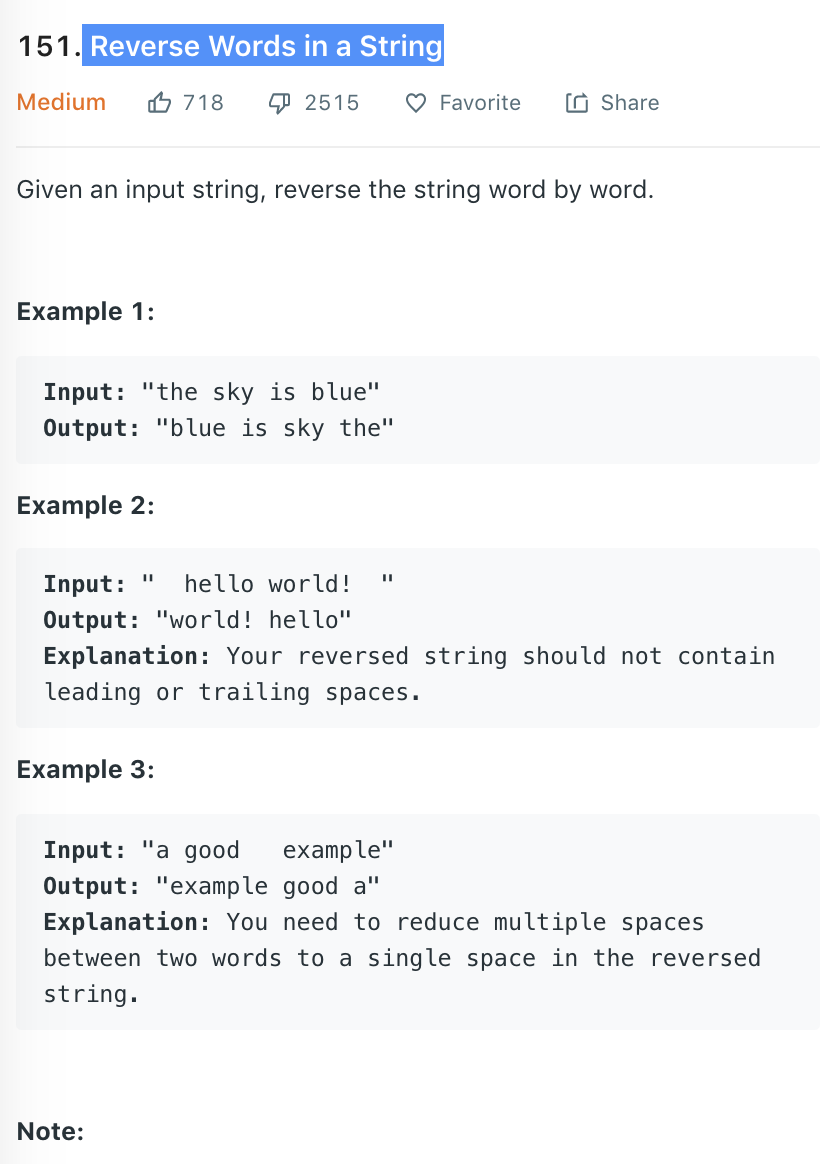 151. Reverse Words in a String
Medium 718 2515 Favorite Share
Given an input string, reverse the string word by word.
Example 1:
Input: "the sky is blue"
Output: "blue is sky the"
Example 2:
Input: "  hello world!  "
Output: "world! hello"
Explanation: Your reversed string should not contain
leading or trailing spaces.
Example 3:
Input: "a good   example"
Output: "example good a"
Explanation: You need to reduce multiple spaces
between two words to a single space in the reversed
string.
Note: